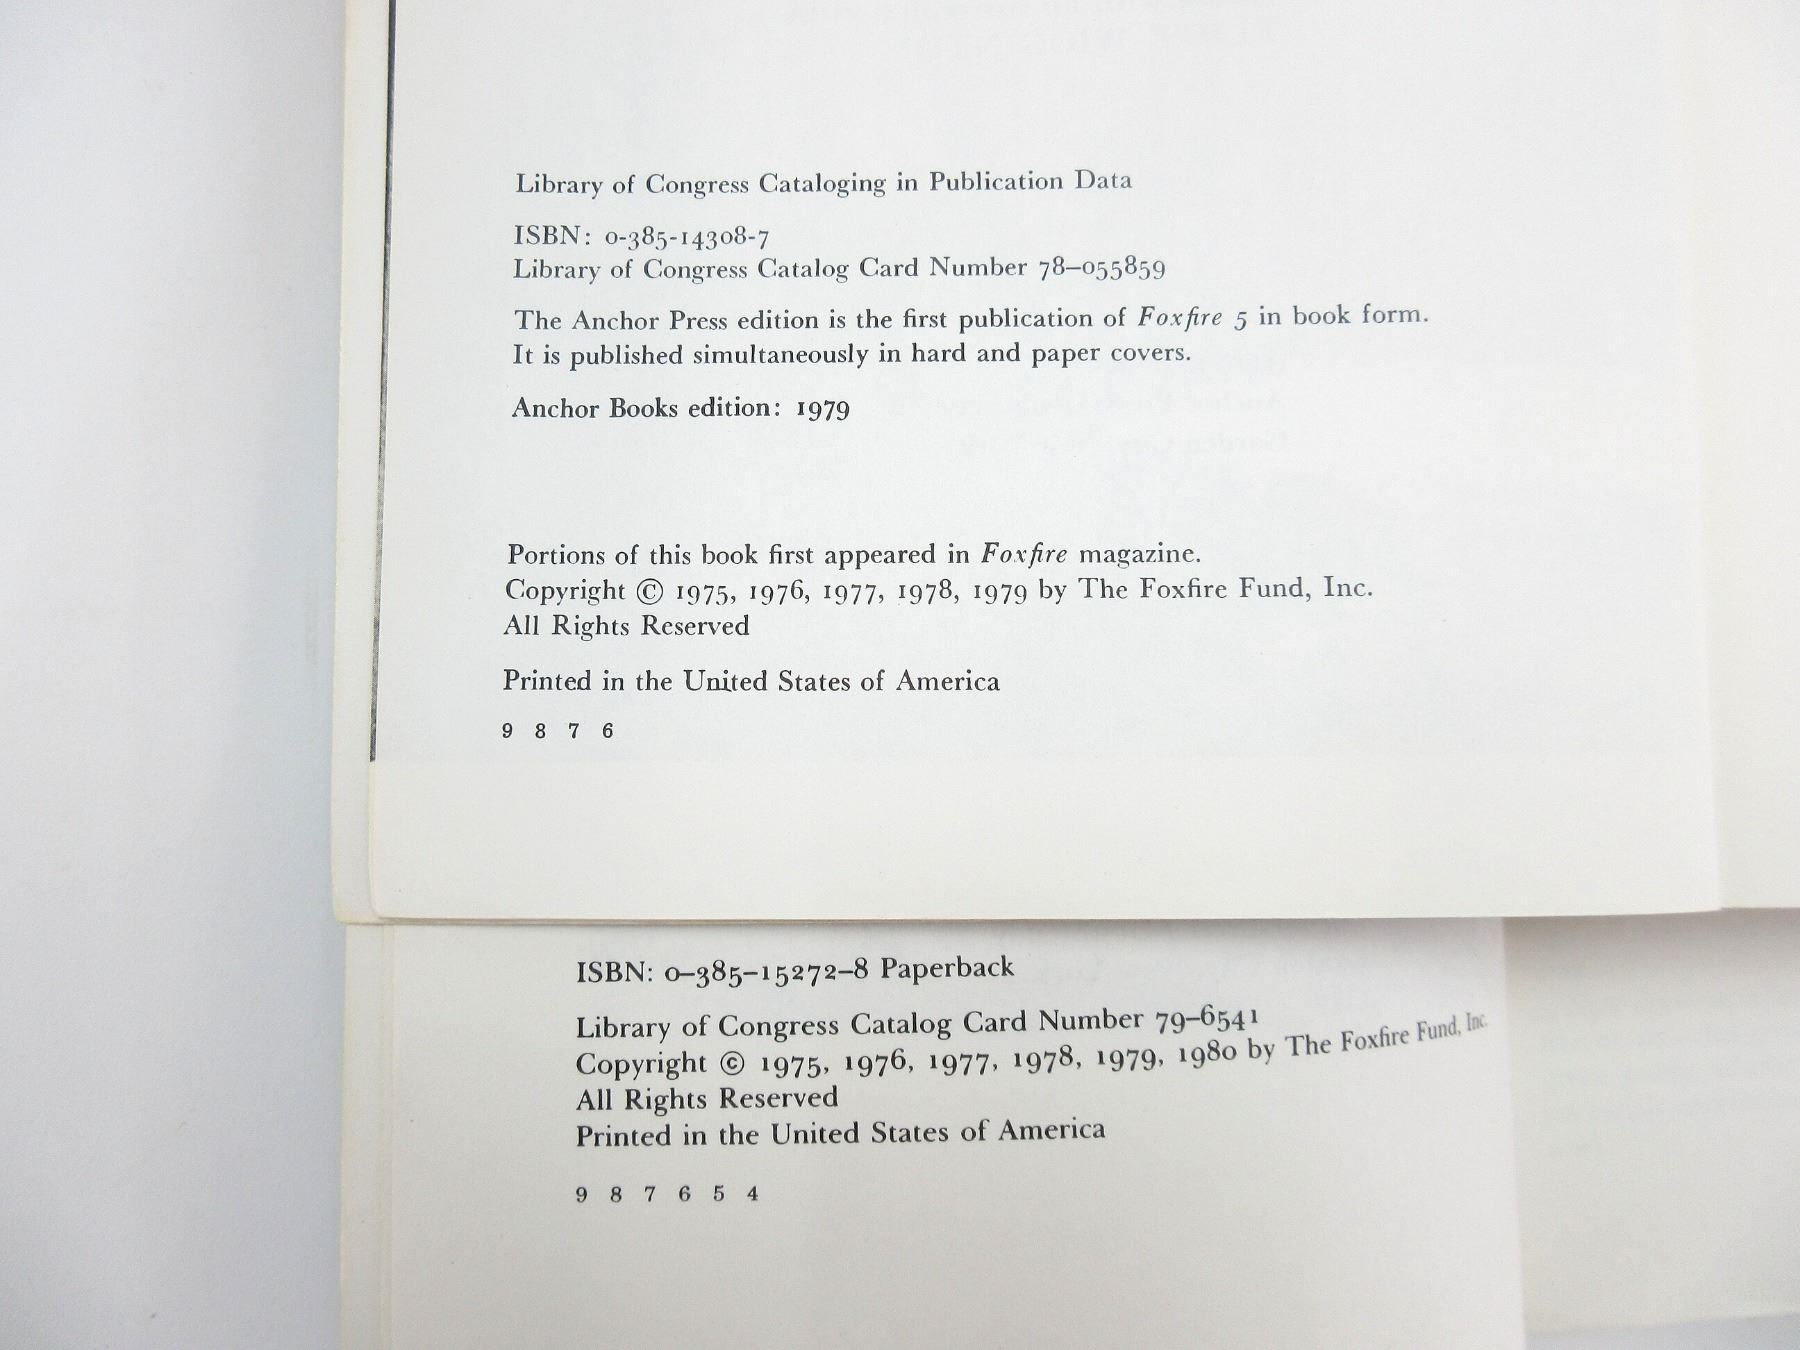 Library of Congress Cataloging in Publication Data
ISBN: 0-385-14308-7
Library of Congress Catalog Card Number 78–055859
The Anchor Press edition is the first publication of Foxfire 5 in book form.
It is published simultaneously in hard and paper covers.
Anchor Books edition: 1979
Portions of this book first appeared in Foxfire magazine.
Copyright © 1975, 1976, 1977, 1978, 1979 by The Foxfire Fund, Inc.
All Rights Reserved
Printed in the United States of America
9 8 7 6
ISBN: 0–385–15272–8 Paperback
Library of Congress Catalog Card Number 79–6541
Copyright © 1975, 1976, 1977, 1978, 1979, 1980 by The Foxfire Fund, Inc.
All Rights Reserved
Printed in the United States of America
9 8 7 6 5 4